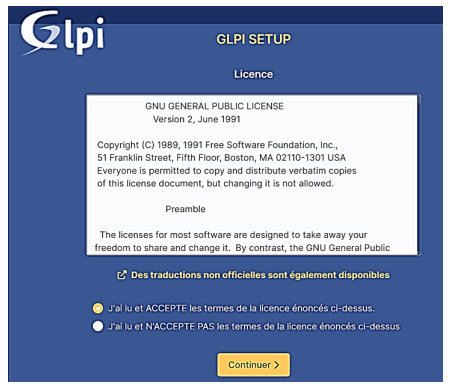 Glpi
GLPI SETUP
Licence
GNU GENERAL PUBLIC LICENSE
Version 2, June 1991
Copyright (C) 1989, 1991 Free Software Foundation, Inc.,
51 Franklin Street, Fifth Floor, Boston, MA 02110-1301 USA
Everyone is permitted to copy and distribute verbatim copies
of this license document, but changing it is not allowed.
Preamble
The licenses for most software are designed to take away your
freedom to share and change it. By contrast, the GNU General Public
Des traductions non officielles sont également disponibles
J'ai lu et ACCEPTE les termes de la licence énoncés ci-dessus.
J'ai lu et N'ACCEPTE PAS les termes de la licence énoncés ci-dessus
Continuer >